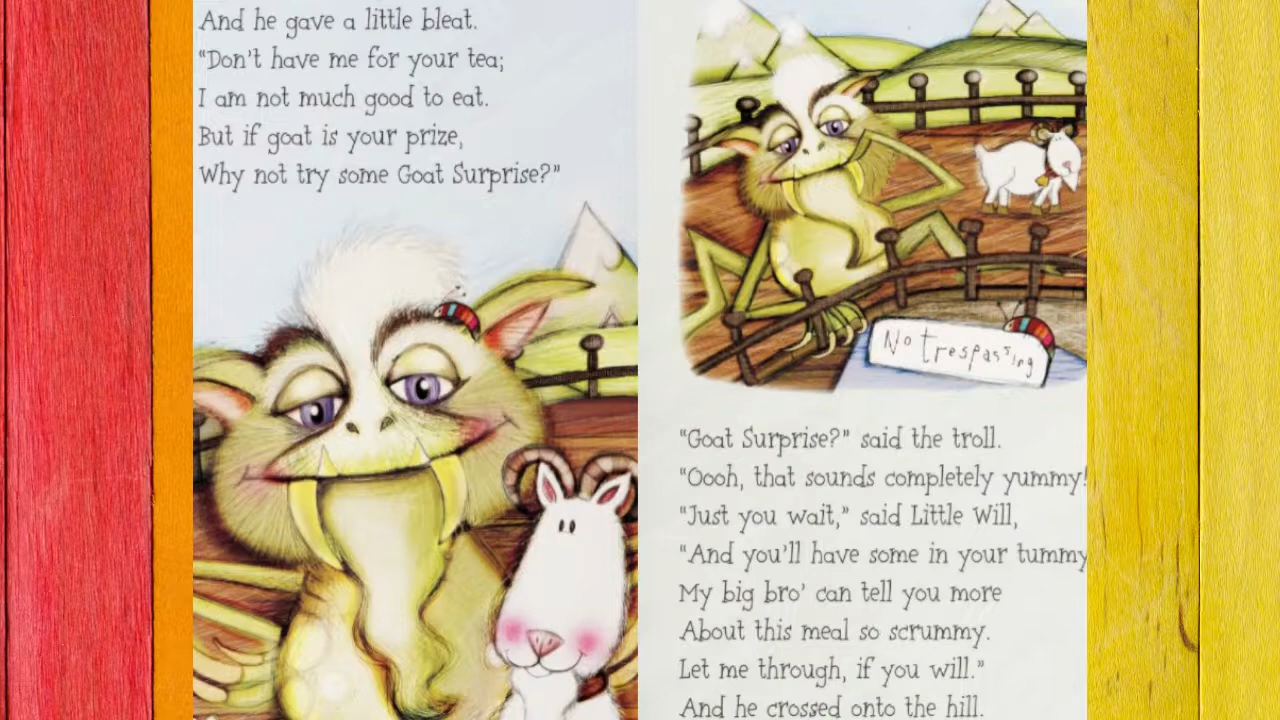 And he gave a little bleat.
"Don't have me for your tea;
I am not much good to eat.
But if goat is your prize,
Why not try some Goat Surprise?"
No trespassing
"Goat Surprise?" said the troll.
"Oooh, that sounds completely yummy!
"Just you wait," said Little Will,
"And you'll have some in your tummy
My big bro' can tell you more
About this meal so scrummy.
Let me through, if you will."
And he crossed onto the hill.